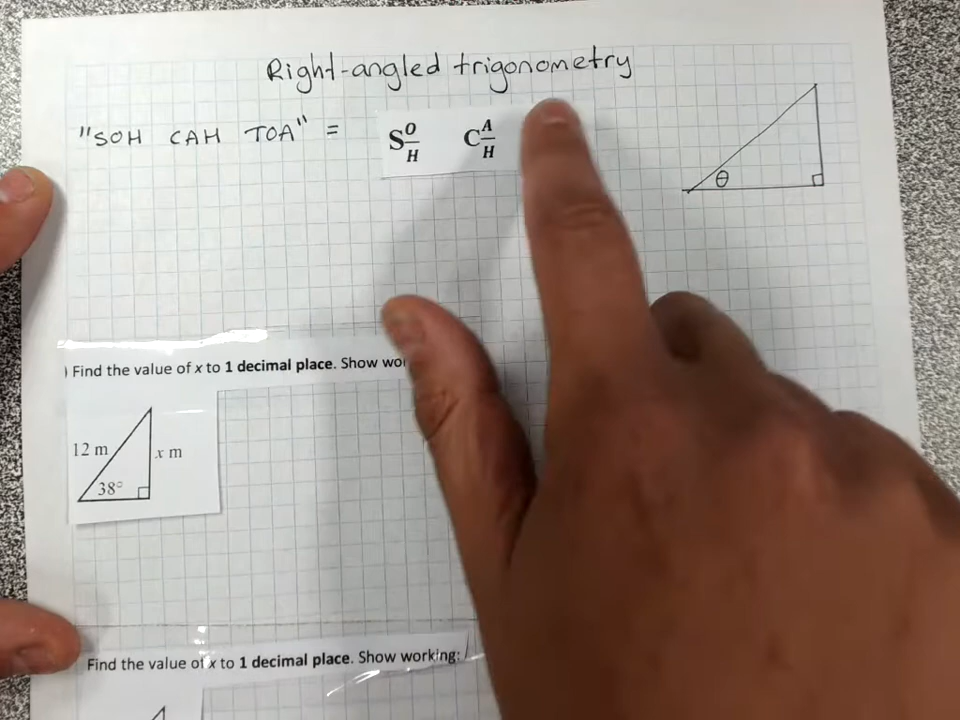 Right-angled trigonometry
"SOH CAH TOA" = S O/H C A/H
θ
) Find the value of x to 1 decimal place. Show
12 m
x m
38°
Find the value of x to 1 decimal place. Show working: